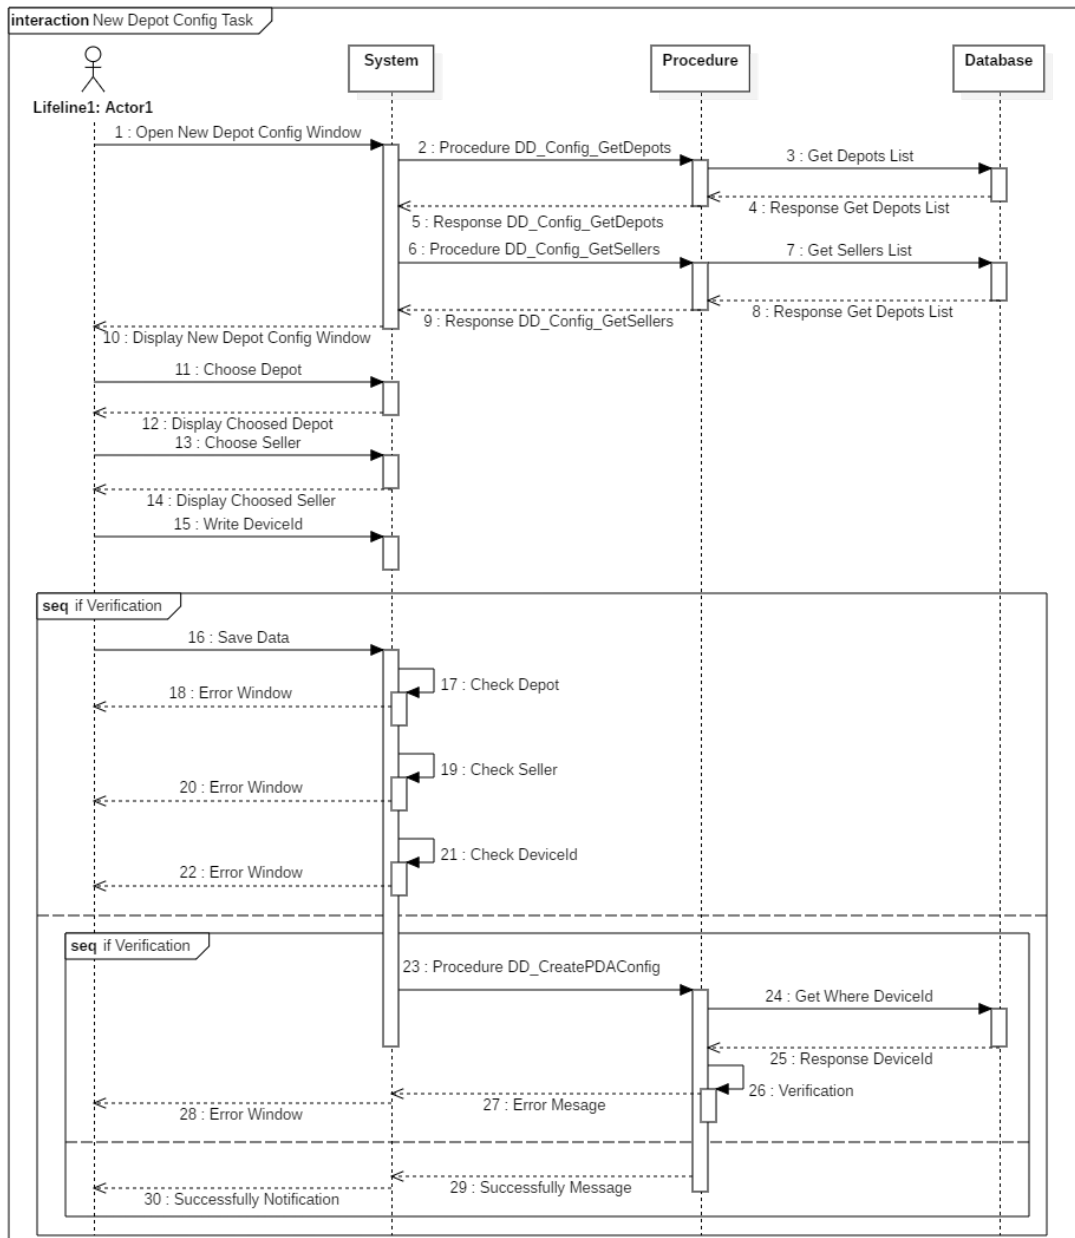 interaction New Depot Config Task
System
Procedure
Database
Lifeline1: Actor1
1 : Open New Depot Config Window
2 : Procedure DD_Config_GetDepots
3 : Get Depots List
4 : Response Get Depots List
5 : Response DD_Config_GetDepots
6 : Procedure DD_Config_GetSellers
7 : Get Sellers List
8 : Response Get Depots List
9 : Response DD_Config_GetSellers
10 : Display New Depot Config Window
11 : Choose Depot
12 : Display Choosed Depot
13 : Choose Seller
14 : Display Choosed Seller
15 : Write DeviceId
seq if Verification
16 : Save Data
17 : Check Depot
18 : Error Window
19 : Check Seller
20 : Error Window
21 : Check DeviceId
22 : Error Window
seq if Verification
23 : Procedure DD_CreatePDAConfig
24 : Get Where DeviceId
25 : Response DeviceId
26 : Verification
27 : Error Mesage
28 : Error Window
29 : Successfully Message
30 : Successfully Notification